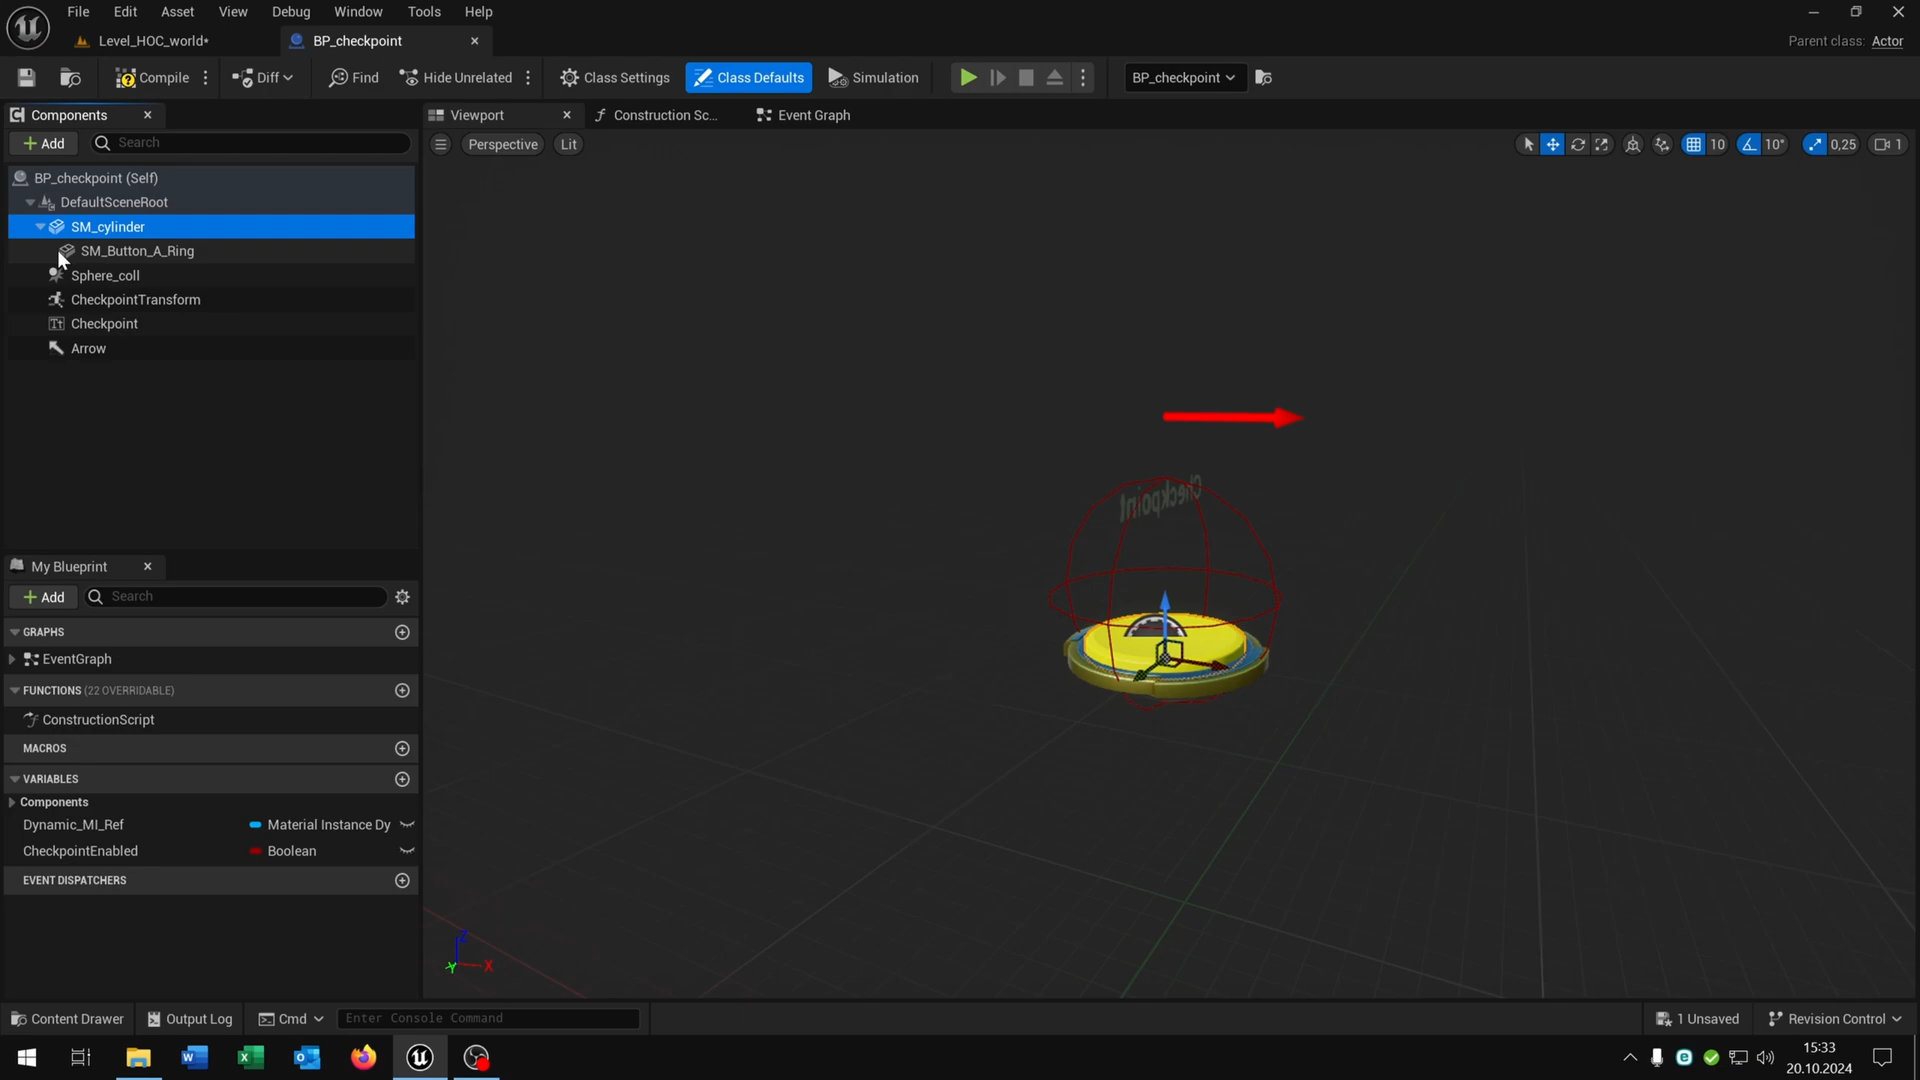 File Edit Asset View Debug Window Tools Help
Level_HOC_world*
BP_checkpoint
Parent class: Actor
Compile
Diff
Find
Hide Unrelated
Class Settings
Class Defaults
Simulation
BP_checkpoint
Components
Viewport
Construction Sc...
Event Graph
Add
Search
Perspective
Lit
10
10°
0,25
1
BP_checkpoint (Self)
DefaultSceneRoot
SM_cylinder
SM_Button_A_Ring
Sphere_coll
CheckpointTransform
Checkpoint
Arrow
Checkpoint
My Blueprint
Add
Search
GRAPHS
EventGraph
FUNCTIONS (22 OVERRIDABLE)
ConstructionScript
MACROS
VARIABLES
Components
Dynamic_MI_Ref
Material Instance Dy
CheckpointEnabled
Boolean
EVENT DISPATCHERS
Z
X
Y
Content Drawer
Output Log
Cmd
Enter Console Command
1 Unsaved
Revision Control
15:33
20.10.2024